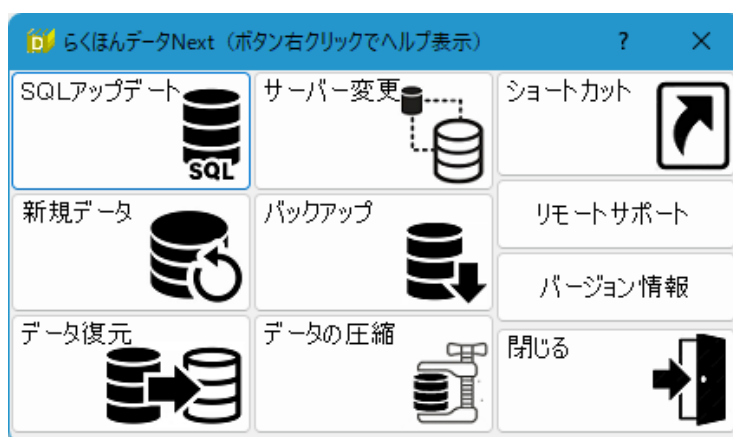 らくほんデータNext（ボタン右クリックでヘルプ表示）
SQLアップデート
SQL
サーバー変更
ショートカット
新規データ
バックアップ
リモートサポート
バージョン情報
データ復元
データの圧縮
閉じる